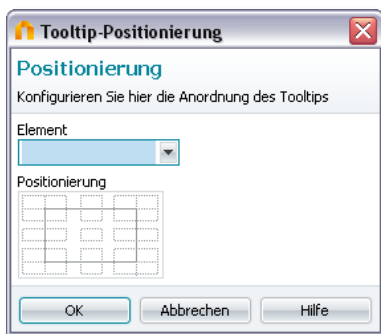 Tooltip-Positionierung
Positionierung
Konfigurieren Sie hier die Anordnung des Tooltips
Element
Positionierung
OK
Abbrechen
Hilfe